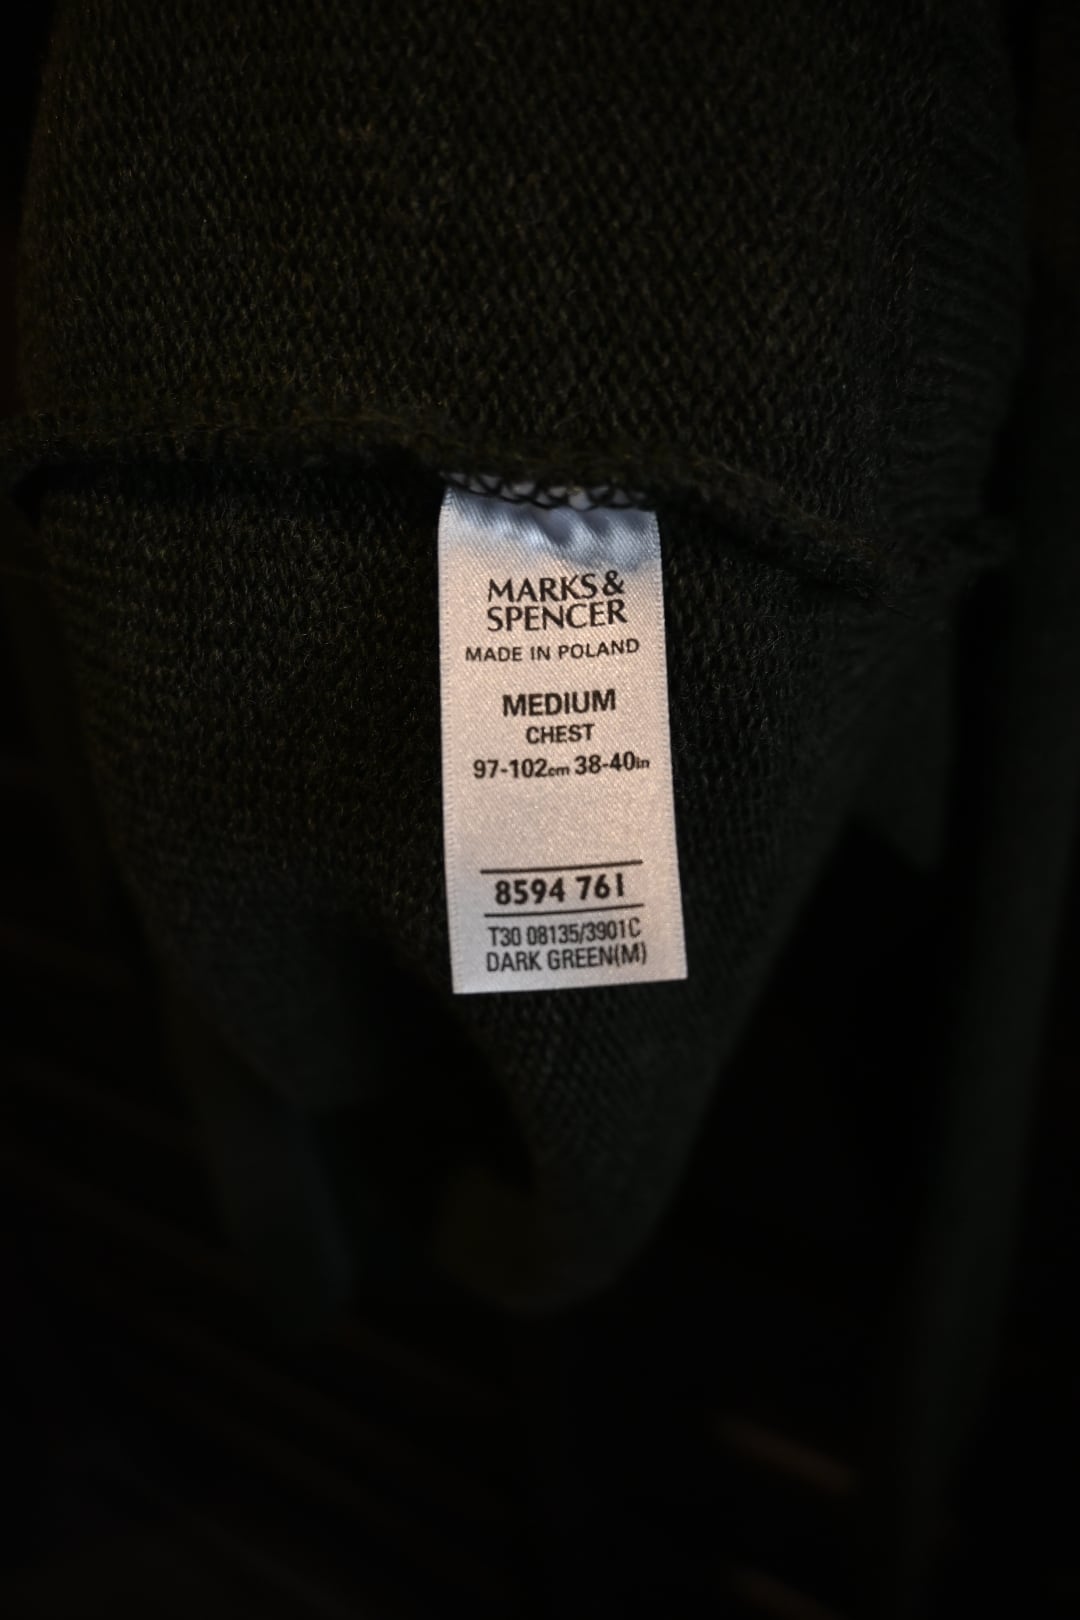 MARKS &
SPENCER
MADE IN POLAND
MEDIUM
CHEST
97-102cm 38-40in
8594 761
T30 08135/3901C
DARK GREEN(M)